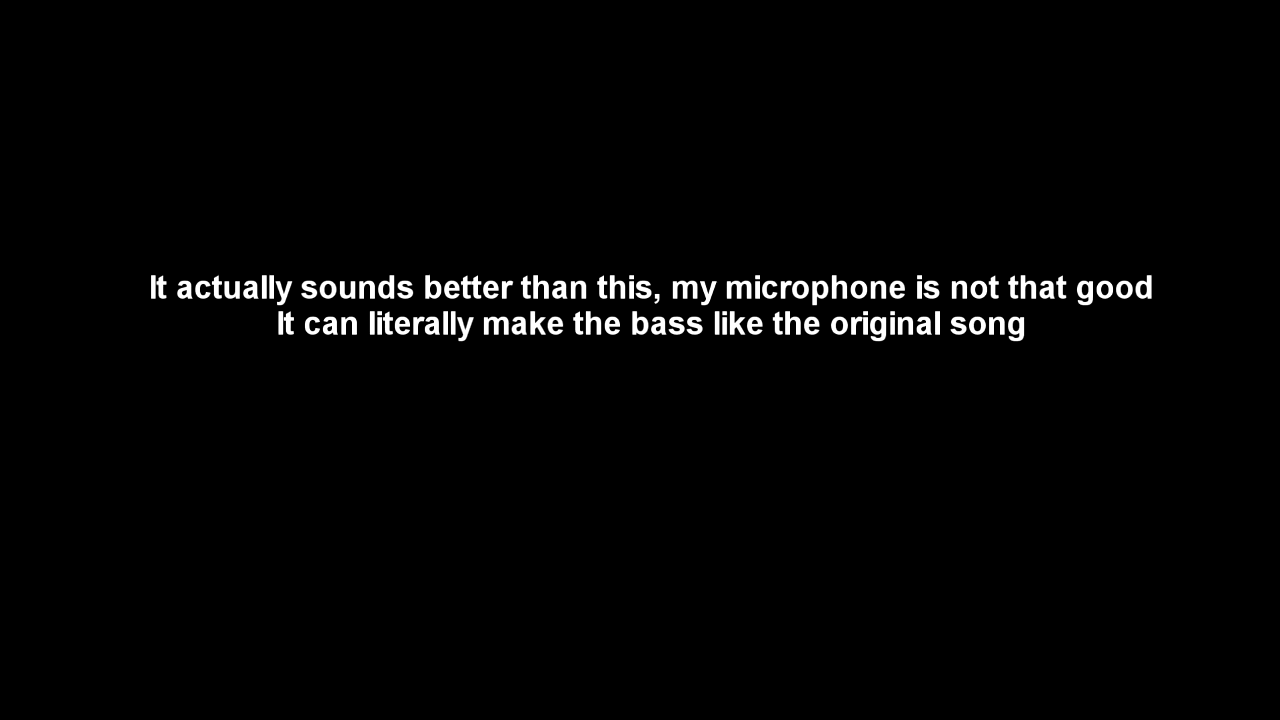 It actually sounds better than this, my microphone is not that good
It can literally make the bass like the original song